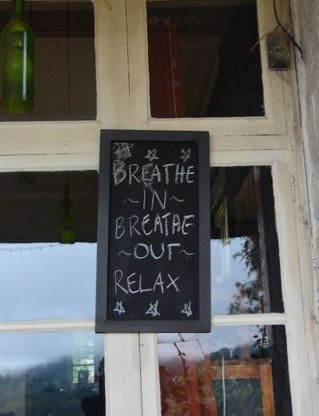 BREATHE
~IN~
BREATHE
~OUT~
RELAX